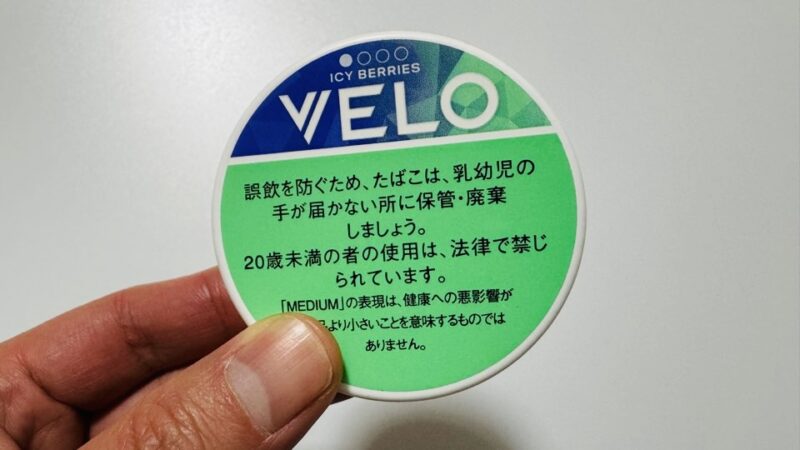 ICY BERRIES
VELO
誤飲を防ぐため、たばこは、乳幼児の
手が届かない所に保管・廃棄
しましょう。
20歳未満の者の使用は、法律で禁じ
られています。
「MEDIUM」の表現は、健康への悪影響が
より小さいことを意味するものでは
ありません。